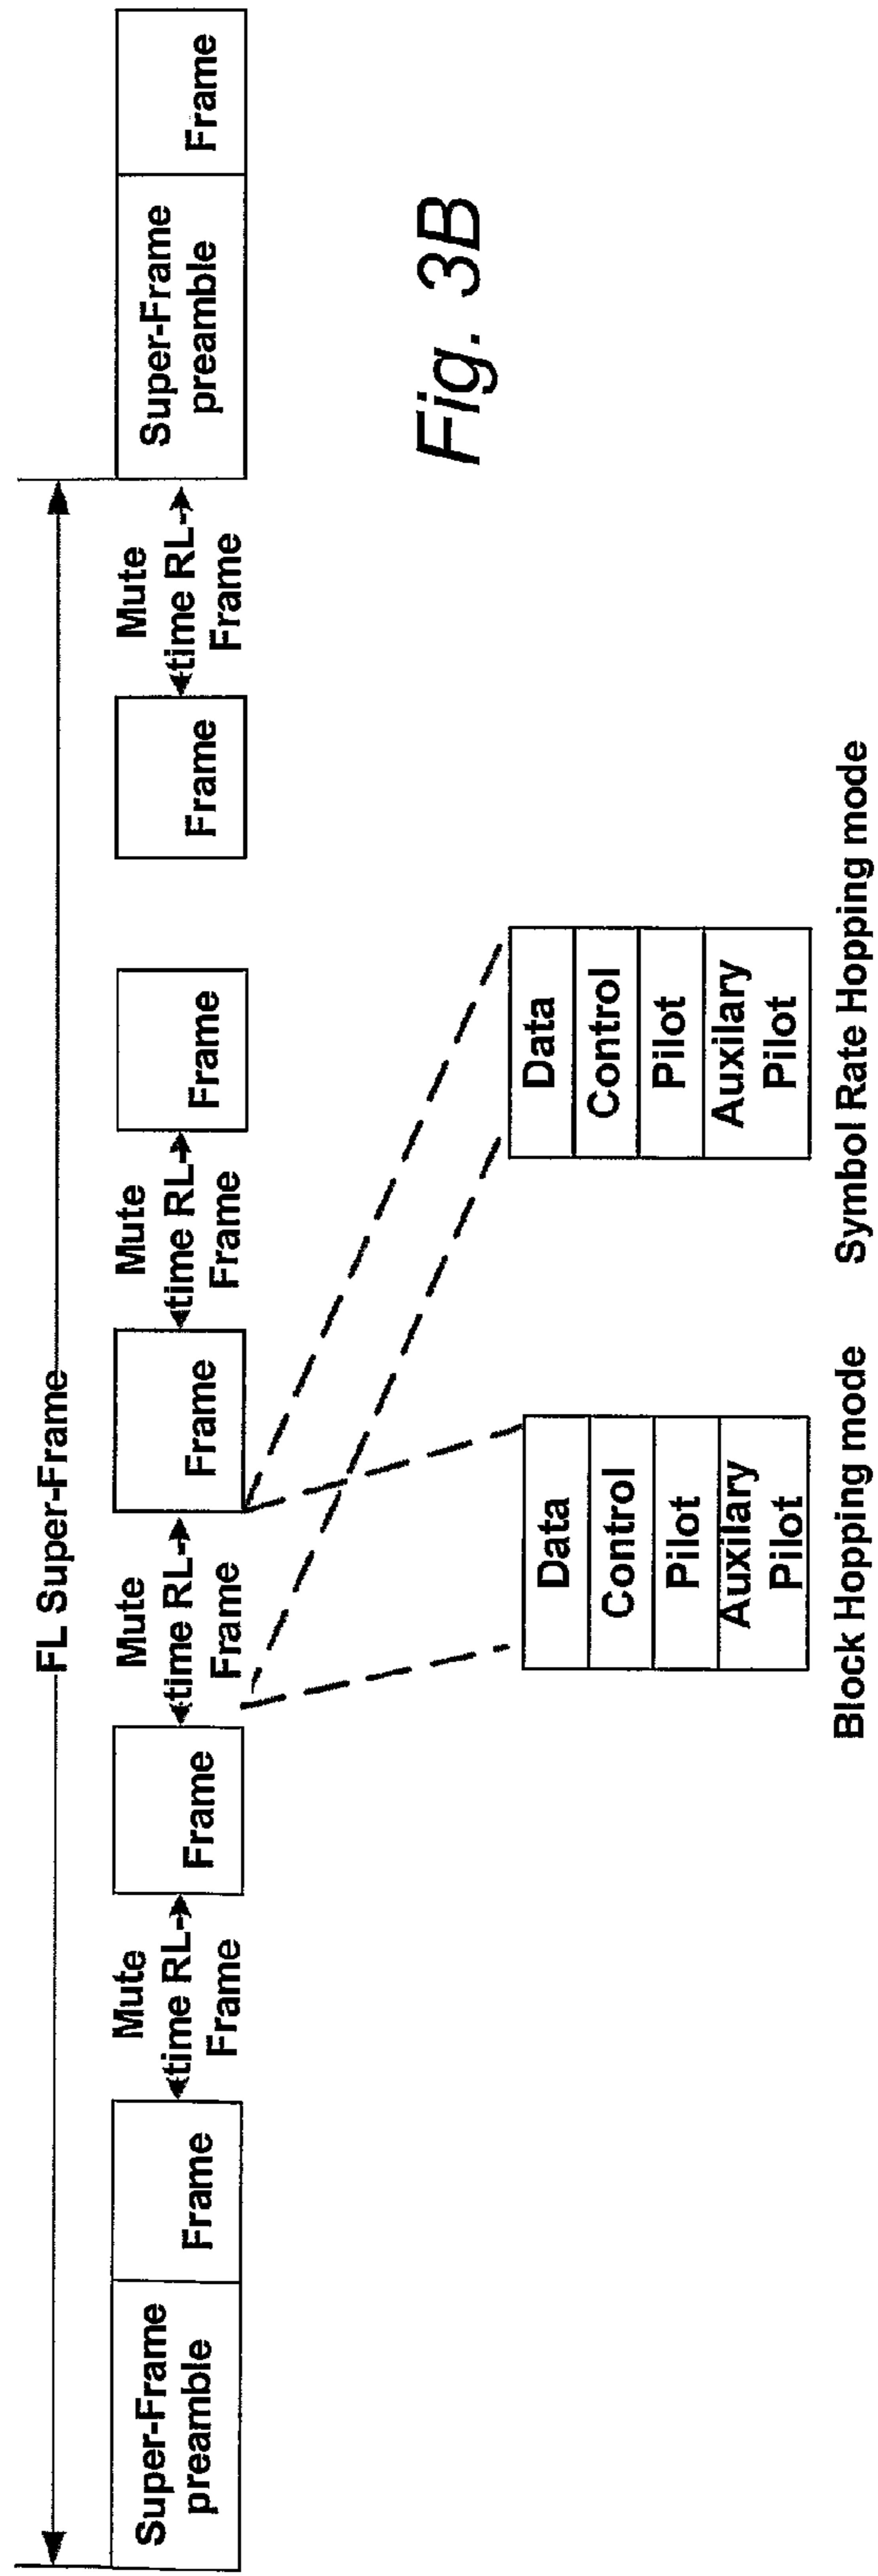 FL Super-Frame
Super-Frame
preamble
Frame
Mute
time RL-
Frame
Frame
Mute
time RL-
Frame
Frame
Mute
time RL-
Frame
Frame
Frame
Mute
time RL-
Frame
Super-Frame
preamble
Frame
Data
Control
Pilot
Auxilary
Pilot
Block Hopping mode
Data
Control
Pilot
Auxilary
Pilot
Symbol Rate Hopping mode
Fig. 3B